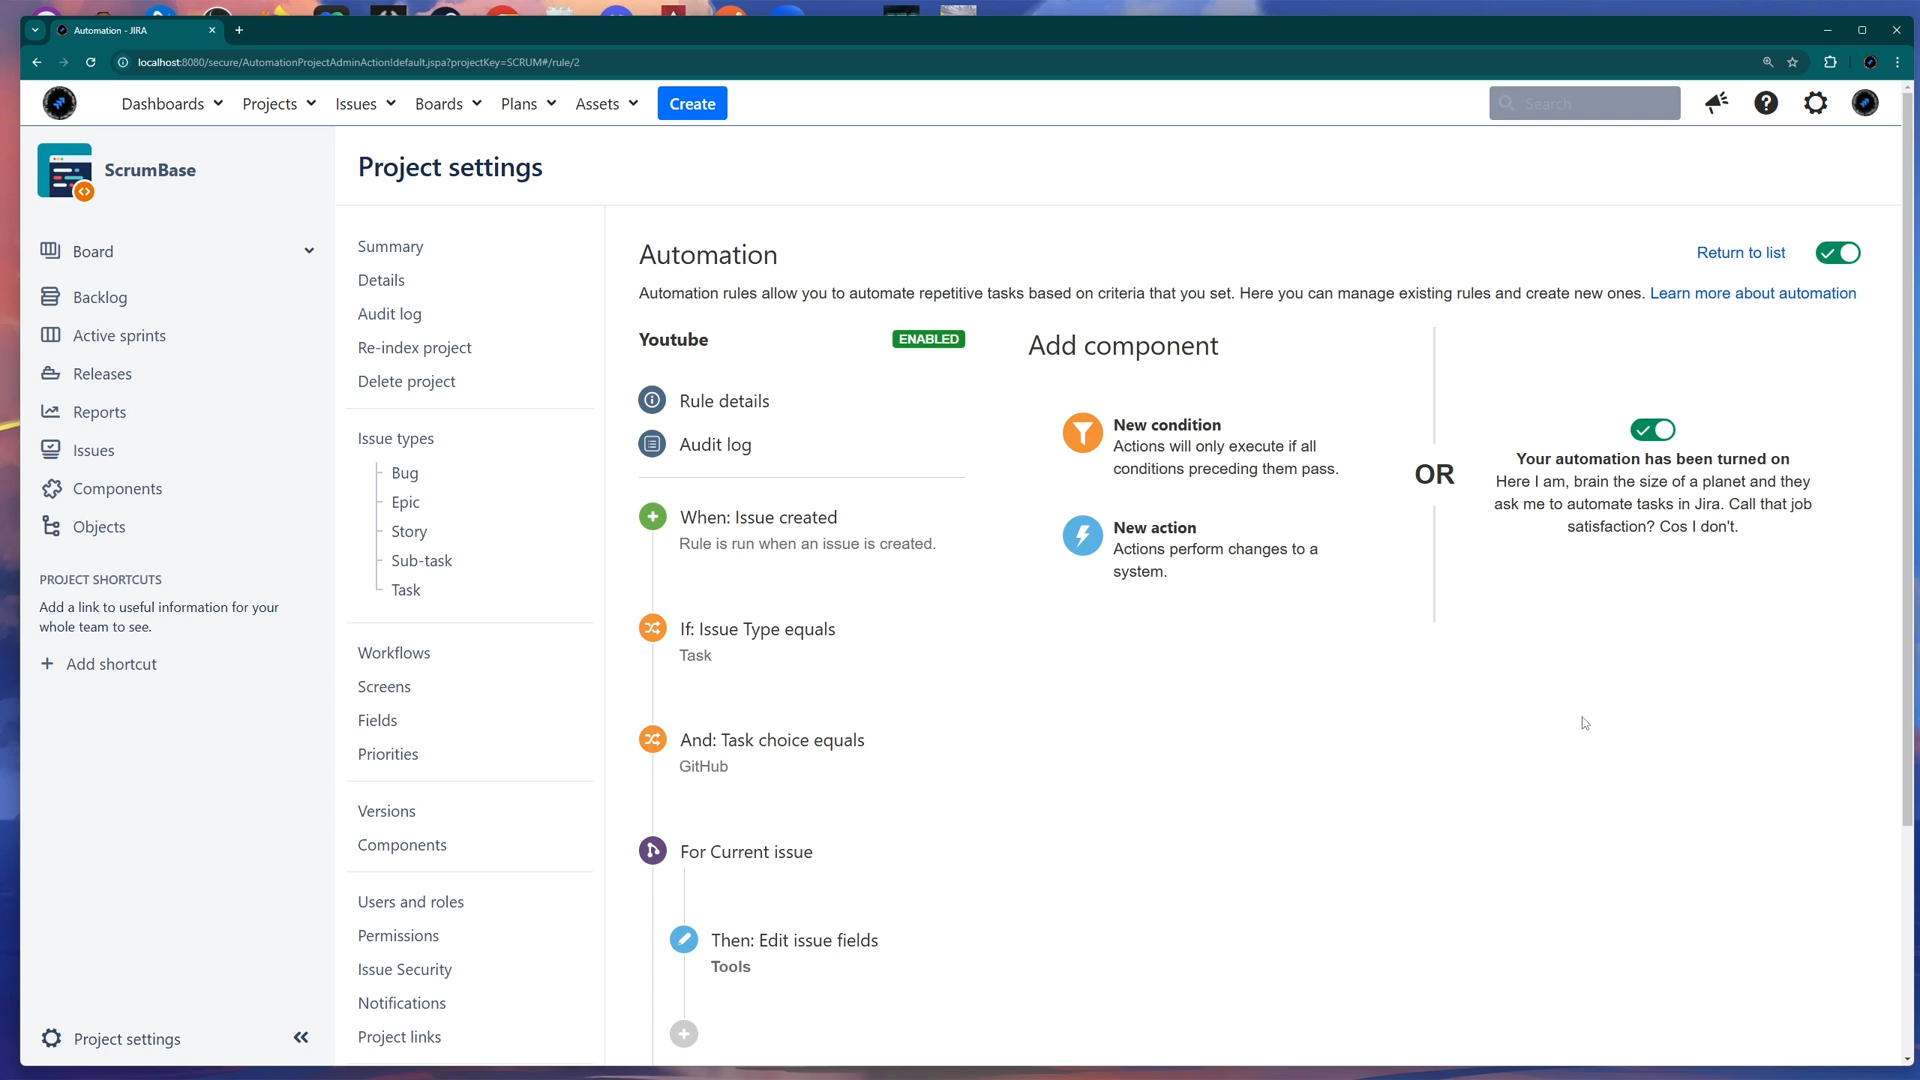 Automation - JIRA
localhost:8080/secure/AutomationProjectAdminAction!default.jspa?projectKey=SCRUM#/rule/2
Dashboards
Projects
Issues
Boards
Plans
Assets
Create
Search
ScrumBase
Board
Backlog
Active sprints
Releases
Reports
Issues
Components
Objects
PROJECT SHORTCUTS
Add a link to useful information for your
whole team to see.
Add shortcut
Project settings
Project settings
Summary
Details
Audit log
Re-index project
Delete project
Issue types
Bug
Epic
Story
Sub-task
Task
Workflows
Screens
Fields
Priorities
Versions
Components
Users and roles
Permissions
Issue Security
Notifications
Project links
Automation
Return to list
Automation rules allow you to automate repetitive tasks based on criteria that you set. Here you can manage existing rules and create new ones. Learn more about automation
Youtube
ENABLED
Rule details
Audit log
When: Issue created
Rule is run when an issue is created.
If: Issue Type equals
Task
And: Task choice equals
GitHub
For Current issue
Then: Edit issue fields
Tools
Add component
New condition
Actions will only execute if all
conditions preceding them pass.
New action
Actions perform changes to a
system.
OR
Your automation has been turned on
Here I am, brain the size of a planet and they
ask me to automate tasks in Jira. Call that job
satisfaction? Cos I don't.